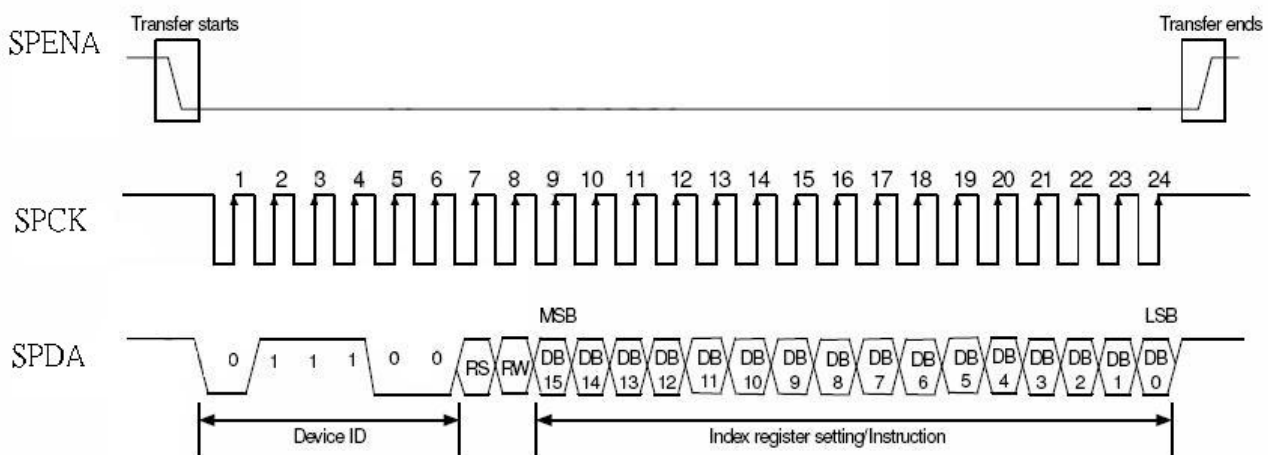 Transfer starts
Transfer ends
SPENA
1 2 3 4 5 6 7 8 9 10 11 12 13 14 15 16 17 18 19 20 21 22 23 24
SPCK
MSB
LSB
SPDA
0 1 1 1 0 0 RS RW DB 15 DB 14 DB 13 DB 12 DB 11 DB 10 DB 9 DB 8 DB 7 DB 6 DB 5 DB 4 DB 3 DB 2 DB 1 DB 0
Device ID
Index register setting/Instruction